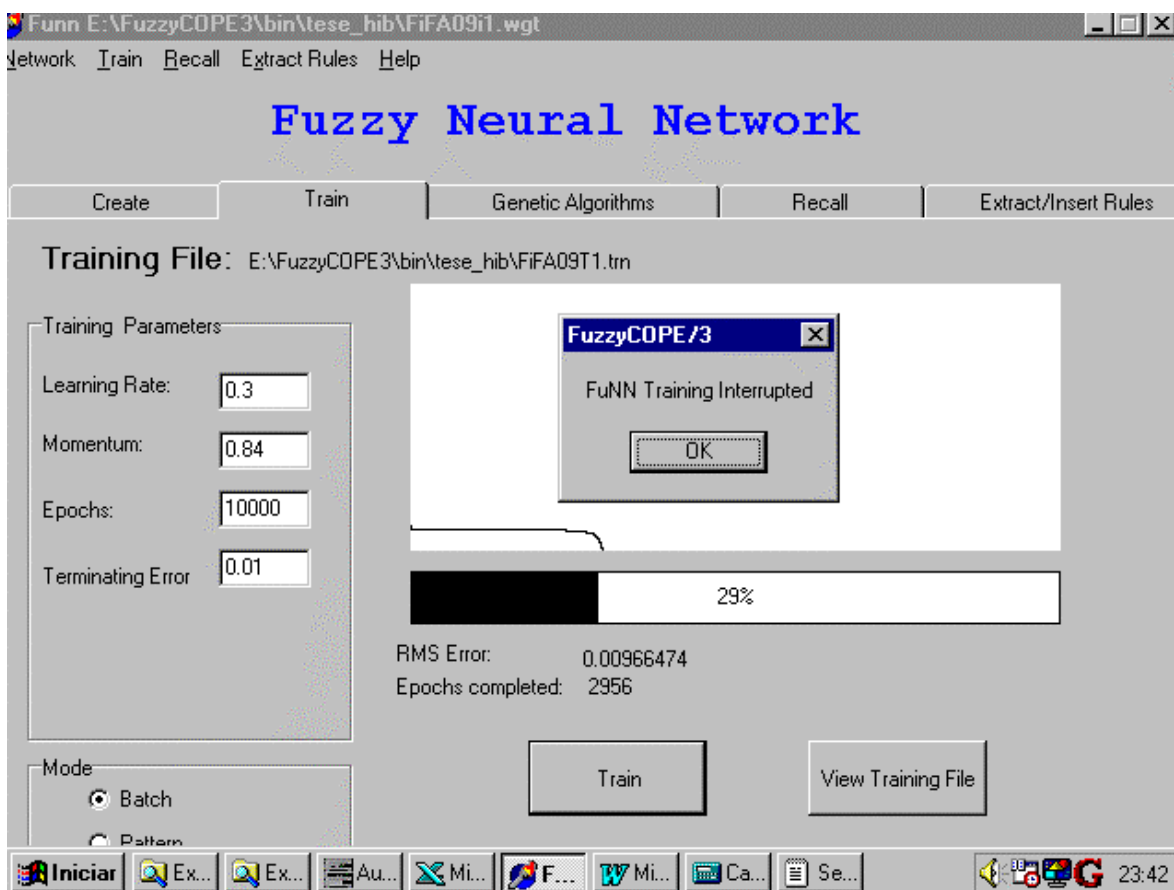 Funn E:\FuzzyCOPE3\bin\tese_hib\FiFA09i1.wgt
Network Train Recall Extract Rules Help
Fuzzy Neural Network
Create Train Genetic Algorithms Recall Extract/Insert Rules
Training File: E:\FuzzyCOPE3\bin\tese_hib\FiFA09T1.trn
Training Parameters
Learning Rate: 0.3
Momentum: 0.84
Epochs: 10000
Terminating Error 0.01
FuzzyCOPE/3
FuNN Training Interrupted
OK
29%
RMS Error: 0.00966474
Epochs completed: 2956
Mode
Batch
Pattern
Train View Training File
Iniciar Ex... Ex... Au... Mi... F... Mi... Ca... Se... 23:42